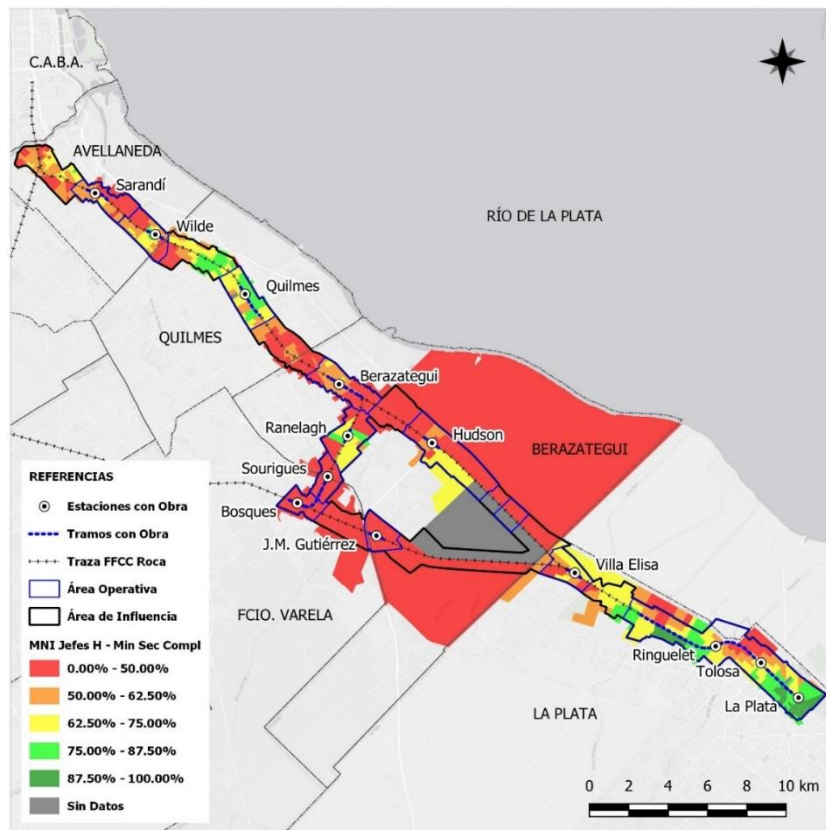 C.A.B.A.
AVELLANEDA
Sarandí
Wilde
RÍO DE LA PLATA
Quilmes
QUILMES
Berazategui
Ranelagh
Hudson
BERAZATEGUI
Sourigues
Bosques
J.M. Gutiérrez
Villa Elisa
FCIO. VARELA
Ringuelet
Tolosa
La Plata
LA PLATA
REFERENCIAS
Estaciones con Obra
Tramos con Obra
Traza FFCC Roca
Área Operativa
Área de Influencia
MNI Jefes H - Min Sec Compl
0.00% - 50.00%
50.00% - 62.50%
62.50% - 75.00%
75.00% - 87.50%
87.50% - 100.00%
Sin Datos
0 2 4 6 8 10 km